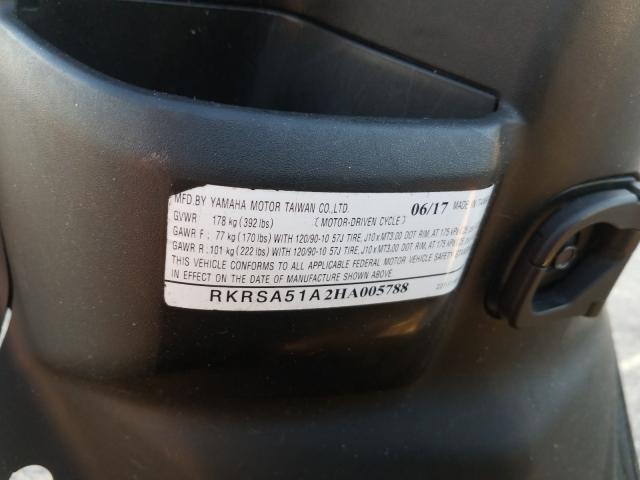 MFD.BY YAMAHA MOTOR TAIWAN CO.,LTD. 06/17 MADE IN
GVWR: 178 kg (392 lbs) (MOTOR-DRIVEN CYCLE)
GAWR F: 77 kg (170 lbs) WITH 120/90-10 57J TIRE, J10 x MT3.00 DOT RIM, AT 175 KPA
GAWR R: 101 kg (222 lbs) WITH 120/90-10 57J TIRE, J10 x MT3.00 DOT RIM, AT
THIS VEHICLE CONFORMS TO ALL APPLICABLE FEDERAL MOTOR VEHICLE SAFETY
IN EFFECT ON THE DATE OF MANUFACTURE SHOWN ABOVE.
RKRSA51A2HA005788